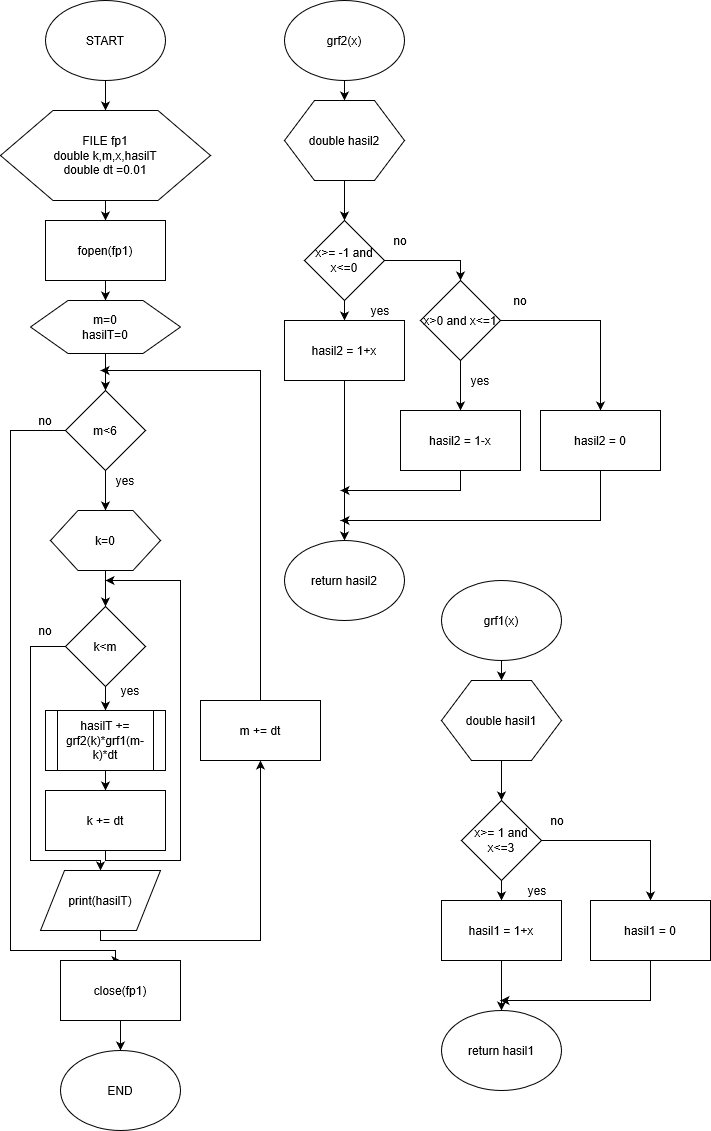 START
FILE fp1
double k,m,x,hasilT
double dt =0.01
fopen(fp1)
m=0
hasilT=0
no
m<6
yes
k=0
no
k<m
yes
hasilT +=
grf2(k)*grf1(m-
k)*dt
k += dt
print(hasilT)
m += dt
close(fp1)
END
grf2(x)
double hasil2
x>= -1 and
x<=0
no
yes
hasil2 = 1+x
x>0 and x<=1
no
yes
hasil2 = 1-x
hasil2 = 0
return hasil2
grf1(x)
double hasil1
x>= 1 and
x<=3
no
yes
hasil1 = 1+x
hasil1 = 0
return hasil1